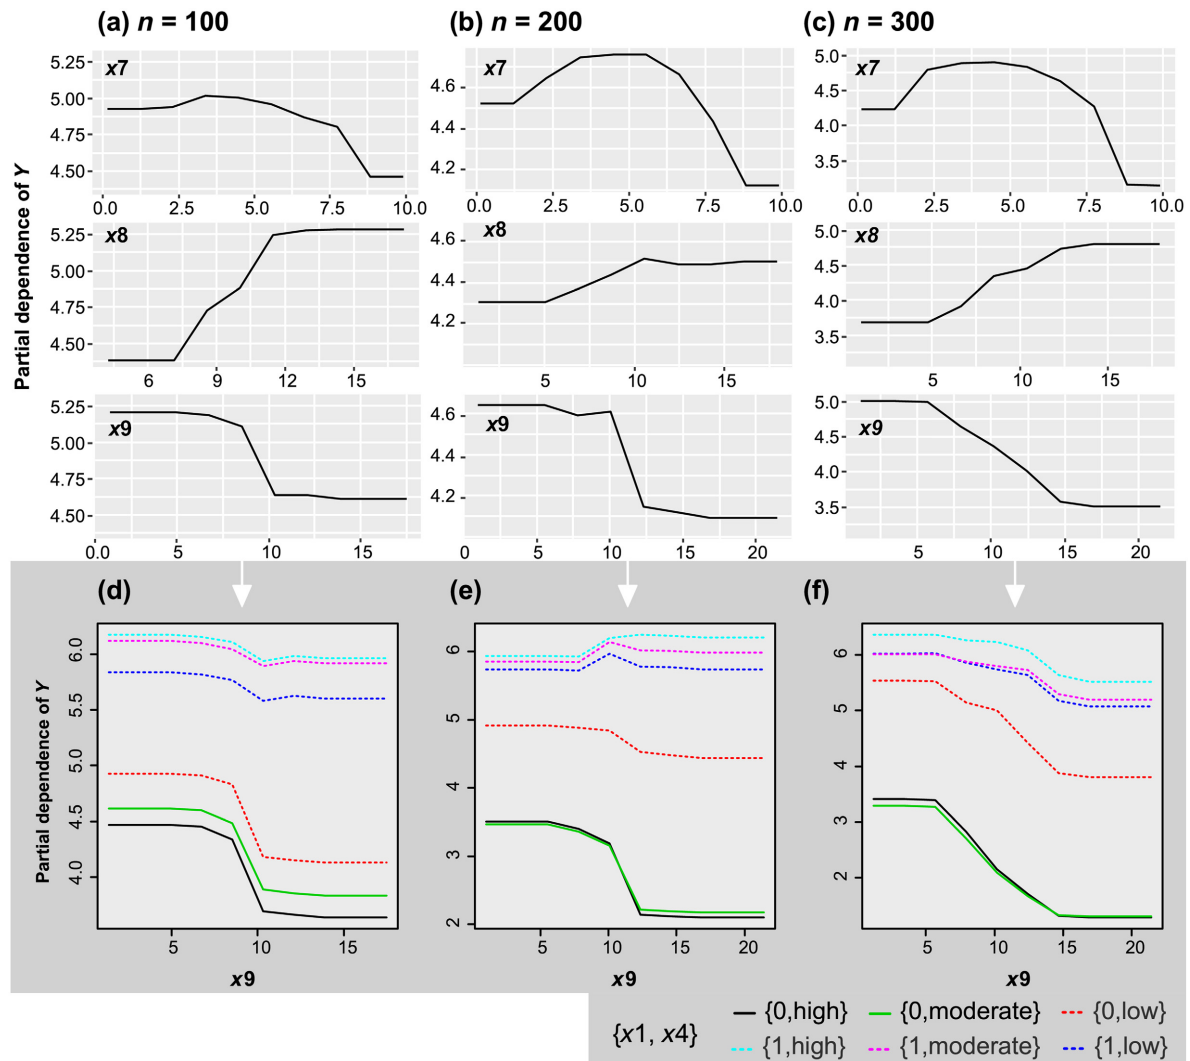 (a) n = 100
(b) n = 200
(c) n = 300
Partial dependence of Y
x7
5.25
5.00
4.75
4.50
0.0 2.5 5.0 7.5 10.0
x7
4.6
4.4
4.2
0.0 2.5 5.0 7.5 10.0
x7
5.0
4.5
4.0
3.5
0.0 2.5 5.0 7.5 10.0
x8
5.25
5.00
4.75
4.50
6 9 12 15
x8
4.6
4.4
4.2
5 10 15
x8
5.0
4.5
4.0
3.5
5 10 15
x9
5.25
5.00
4.75
4.50
0.0 5 10 15
x9
4.6
4.4
4.2
0 5 10 15 20
x9
5.0
4.5
4.0
3.5
0 5 10 15 20
(d)
(e)
(f)
Partial dependence of Y
6.0
5.5
5.0
4.5
4.0
5 10 15
x9
6
5
4
3
2
5 10 15 20
x9
6
5
4
3
2
5 10 15 20
x9
{x1, x4}
{0,high} {0,moderate} {0,low}
{1,high} {1,moderate} {1,low}